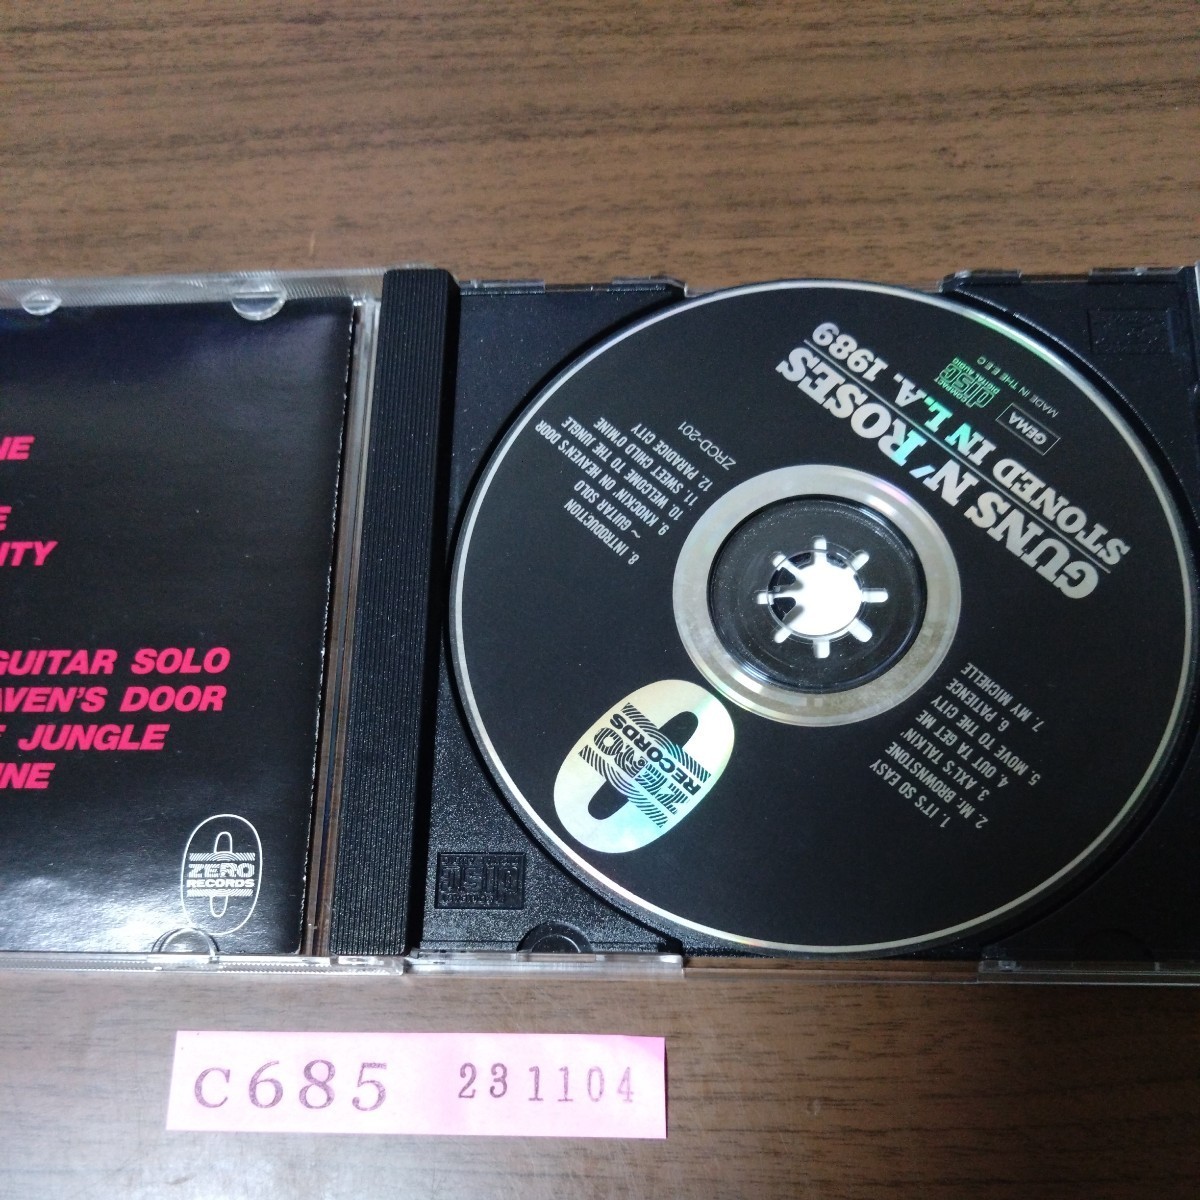 NE
E
ITY
GUITAR SOLO
AVEN'S DOOR
E JUNGLE
INE
ZERO
RECORDS
GUNS N' ROSES
STONED IN L.A. 1989
COMPACT
disc
DIGITAL AUDIO
GEMA
MADE IN THE E.E.C
ZRCD-201
1. IT'S SO EASY
2. Mr. BROWNSTONE
3. AXL'S TALKIN'
4. OUT TA GET ME
5. MOVE TO THE CITY
6. PATIENCE
7. MY MICHELLE
8. INTRODUCTION
~ GUITAR SOLO
9. KNOCKIN' ON HEAVEN'S DOOR
10. WELCOME TO THE JUNGLE
11. SWEET CHILD O'MINE
12. PARADICE CITY
ZERO
RECORDS
disc
C685 231104